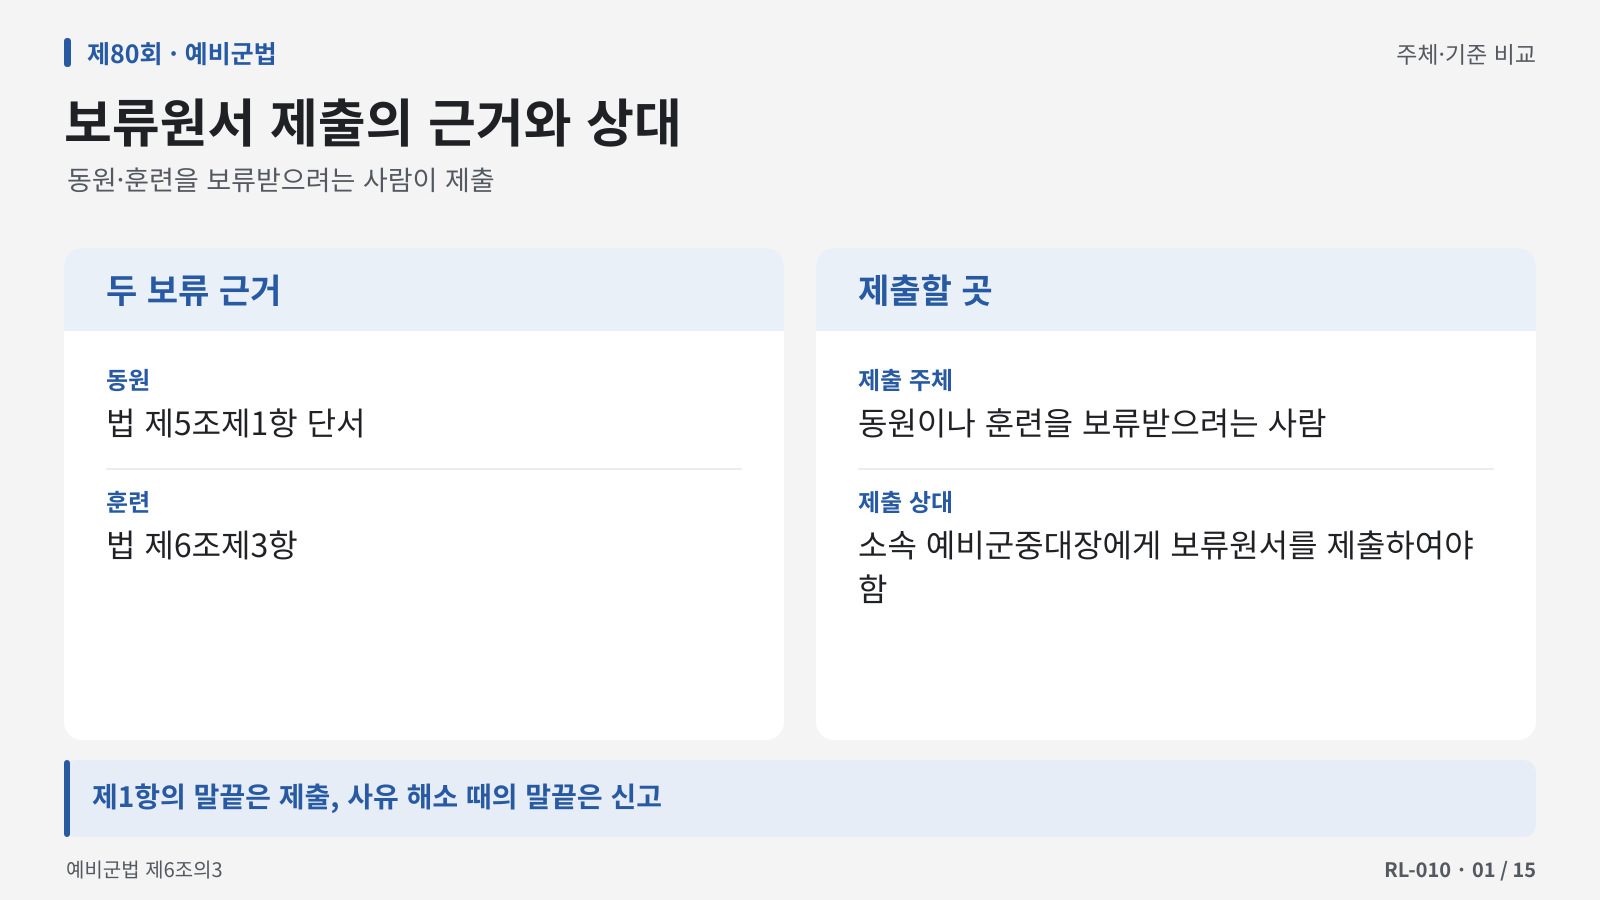 제80회 · 예비군법
주체·기준 비교
보류원서 제출의 근거와 상대
동원·훈련을 보류받으려는 사람이 제출
두 보류 근거
동원
법 제5조제1항 단서
훈련
법 제6조제3항
제출할 곳
제출 주체
동원이나 훈련을 보류받으려는 사람
제출 상대
소속 예비군중대장에게 보류원서를 제출하여야
함
제1항의 말끝은 제출, 사유 해소 때의 말끝은 신고
예비군법 제6조의3
RL-010 · 01 / 15